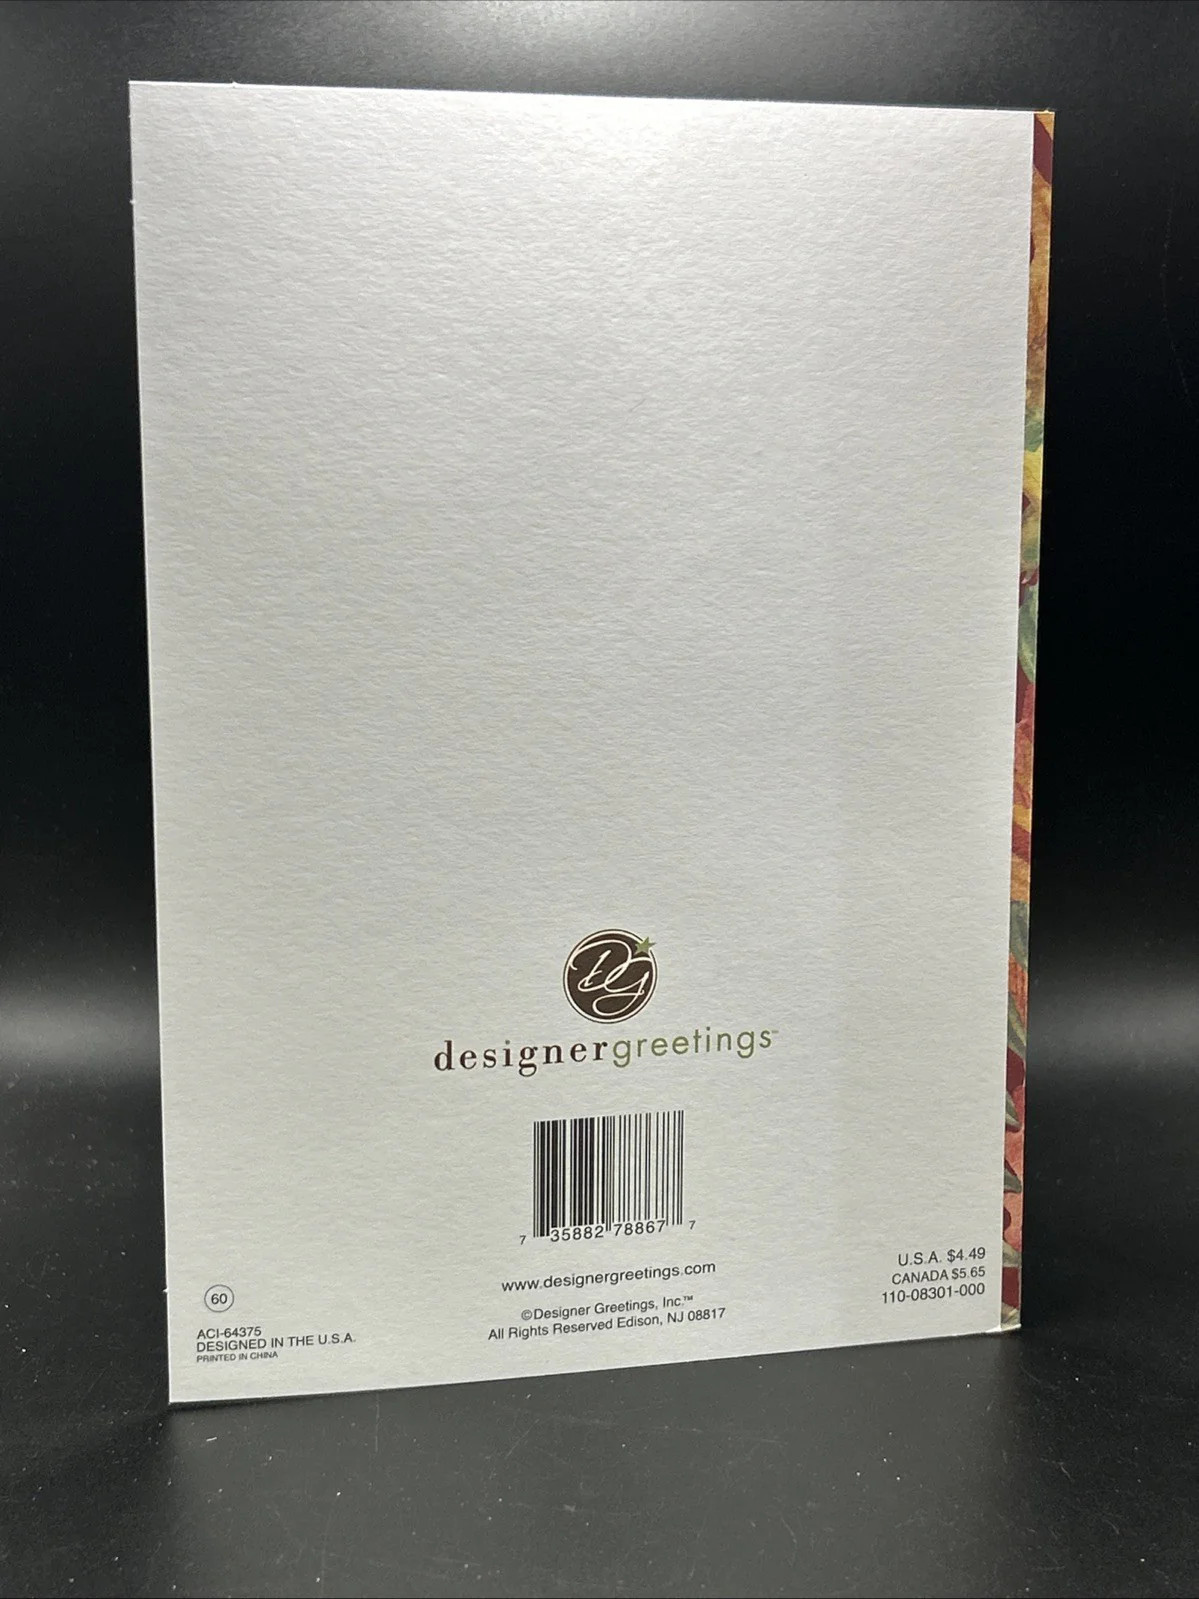 DG
designergreetings™
7 35882 78867 7
www.designergreetings.com
©Designer Greetings, Inc.™
All Rights Reserved Edison, NJ 08817
U.S.A. $4.49
CANADA $5.65
110-08301-000
60
ACI-64375
DESIGNED IN THE U.S.A.
PRINTED IN CHINA